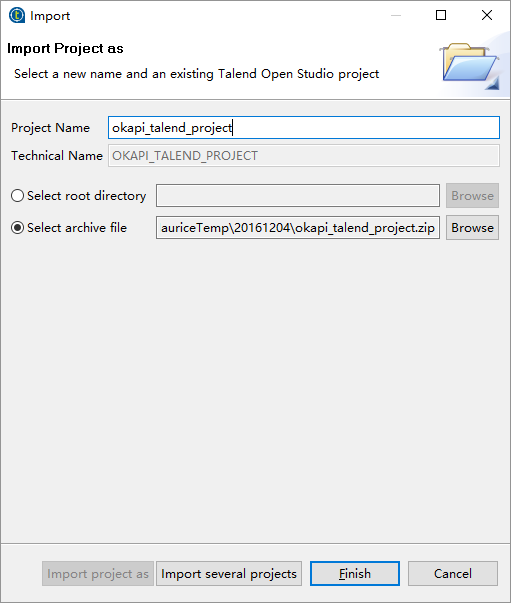 Import
Import Project as
Select a new name and an existing Talend Open Studio project
Project Name okapi_talend_project
Technical Name OKAPI_TALEND_PROJECT
Select root directory Browse
Select archive file auriceTemp\20161204\okapi_talend_project.zip Browse
Import project as Import several projects Finish Cancel